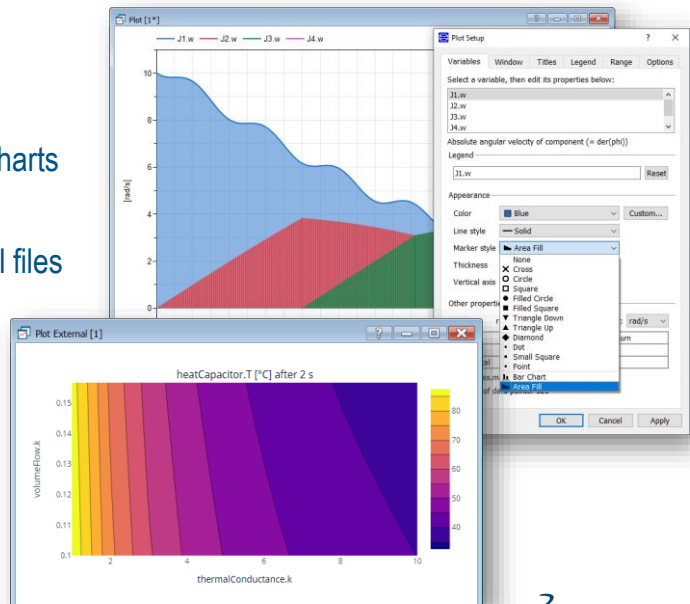 Plot [1*]
J1.w J2.w J3.w J4.w
10
8
6
4
2
0
[rad/s]
harts
l files
Plot Setup
? ×
Variables Window Titles Legend Range Options
Select a variable, then edit its properties below:
J1.w
J2.w
J3.w
J4.w
Absolute angular velocity of component (= der(phi))
Legend
J1.w Reset
Appearance
Color Blue Custom...
Line style Solid
Marker style Area Fill
Thickness
Vertical axis
None
Cross
Circle
Square
Filled Circle
Filled Square
Triangle Down
Triangle Up
Diamond
Dot
Small Square
Point
Bar Chart
Area Fill
rad/s
OK Cancel Apply
Plot External [1]
heatCapacitor.T [°C] after 2 s
0.15
0.14
0.13
0.12
0.11
0.1
volumeFlow.k
2 4 6 8 10
thermalConductance.k
80
70
60
50
40